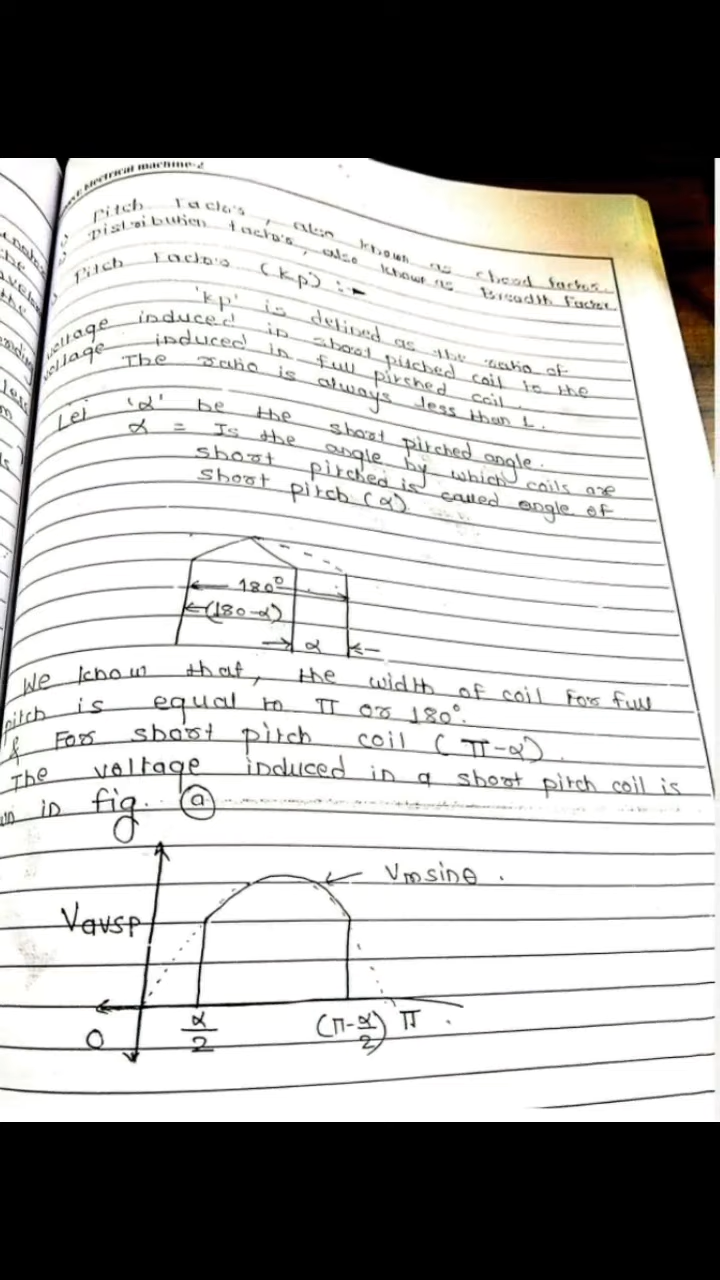 Electrical machine-2
Pitch Factor, also known as chord factor.
Distribution factor, also known as Breadth Factor
Pitch Factor (kp) :-
'kp' is defined as the ratio of
voltage induced in short pitched coil to the
voltage induced in full pitched coil.
The ratio is always less than 1.
Let 'α' be the short pitched angle.
α = Is the angle by which coils are
short pitched is called angle of
short pitch (α)
180°
(180-α)
α
We know that, the width of coil for full
pitch is equal to π or 180°.
& For short pitch coil (π-α)
The voltage induced in a short pitch coil is
in fig. (a)
Vmsinθ.
Vavsp
0 α/2 (π-α/2) π .